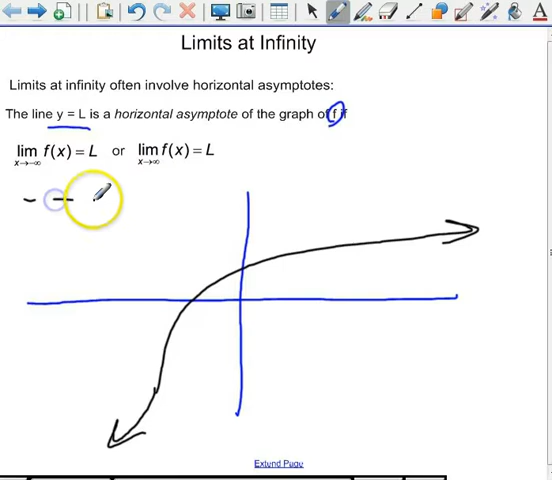 Limits at Infinity
Limits at infinity often involve horizontal asymptotes:
The line y = L is a horizontal asymptote of the graph of f if
lim f(x) = L or lim f(x) = L
x→-∞ x→∞
Extend Page